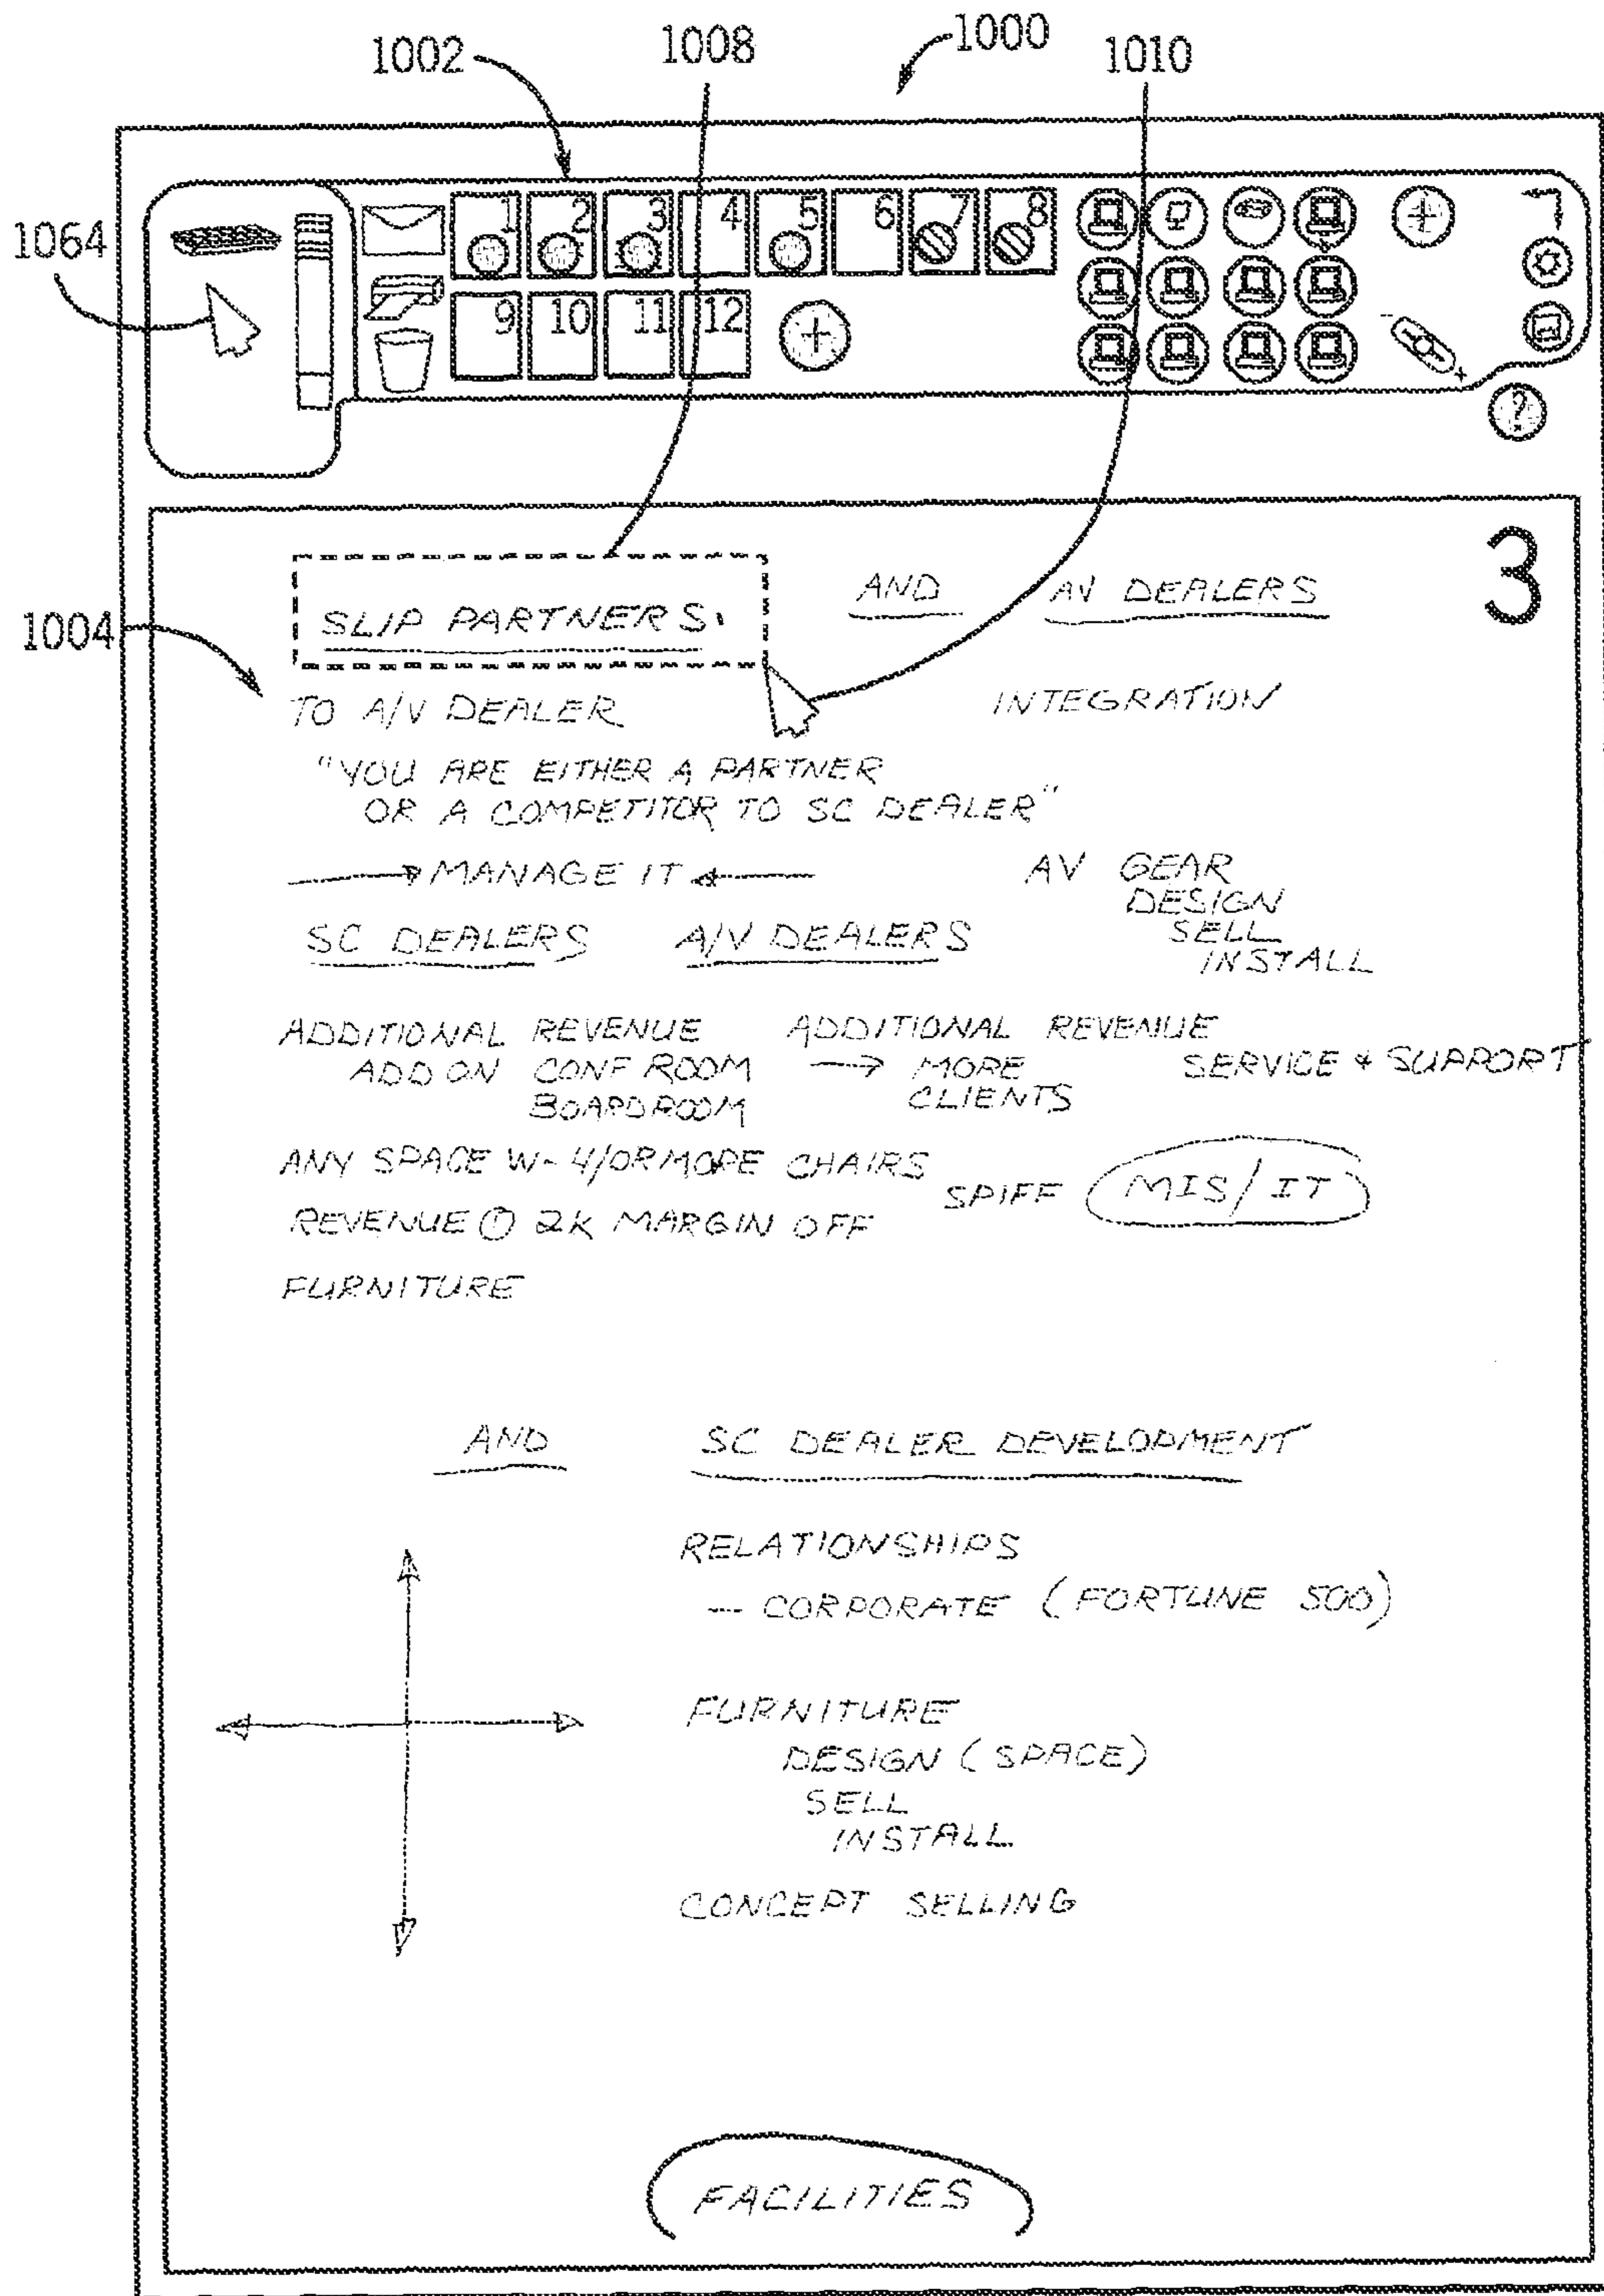 1000
1002
1008
1010
1064
1 2 3 4 5 6 7 8
9 10 11 12
?
3
1004
SLIP PARTNERS AND AV DEALERS
TO A/V DEALER INTEGRATION
"YOU ARE EITHER A PARTNER
OR A COMPETITOR TO SC DEALER"
MANAGE IT
AV GEAR
DESIGN
SELL
INSTALL
SC DEALERS A/V DEALERS
ADDITIONAL REVENUE ADDITIONAL REVENUE
ADD ON CONF ROOM → MORE SERVICE & SUPPORT
BOARDROOM CLIENTS
ANY SPACE W- 4/OR MORE CHAIRS
SPIFF MIS/IT
REVENUE 2K MARGIN OFF
FURNITURE
AND SC DEALER DEVELOPMENT
RELATIONSHIPS
- CORPORATE (FORTUNE 500)
FURNITURE
DESIGN (SPACE)
SELL
INSTALL
CONCEPT SELLING
FACILITIES